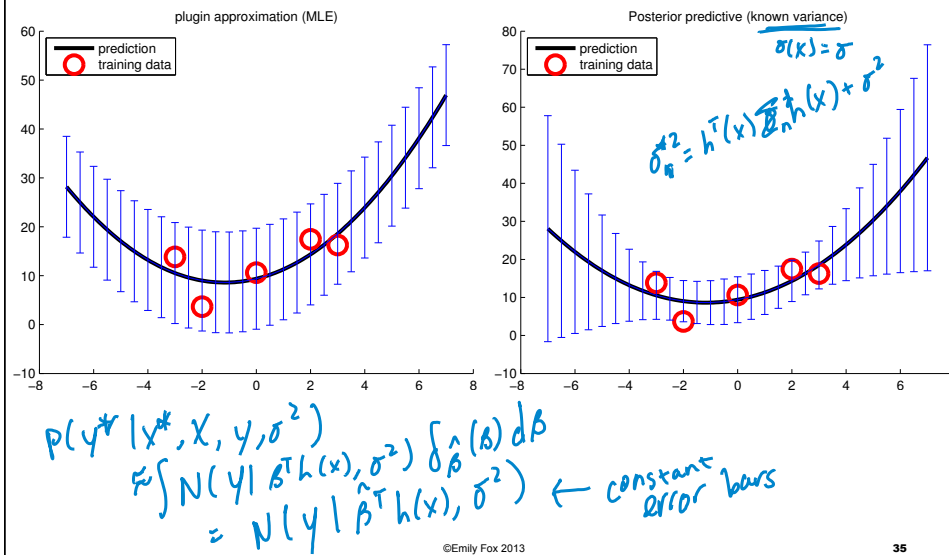 plugin approximation (MLE)
60
50
40
30
20
10
0
−10
−8 −6 −4 −2 0 2 4 6 8
prediction
training data
Posterior predictive (known variance)
σ(x) = σ
80
70
60
50
40
30
20
10
0
−10
−8 −6 −4 −2 0 2 4 6
prediction
training data
= hᵀ(x) h(x) + σ²
p(y* | x*, X, y, σ²)
≈ ∫ N(y | βᵀh(x), σ²) δ_β̂(β) dβ
= N(y | β̂ᵀh(x), σ²) ← constant
error bars
©Emily Fox 2013
35